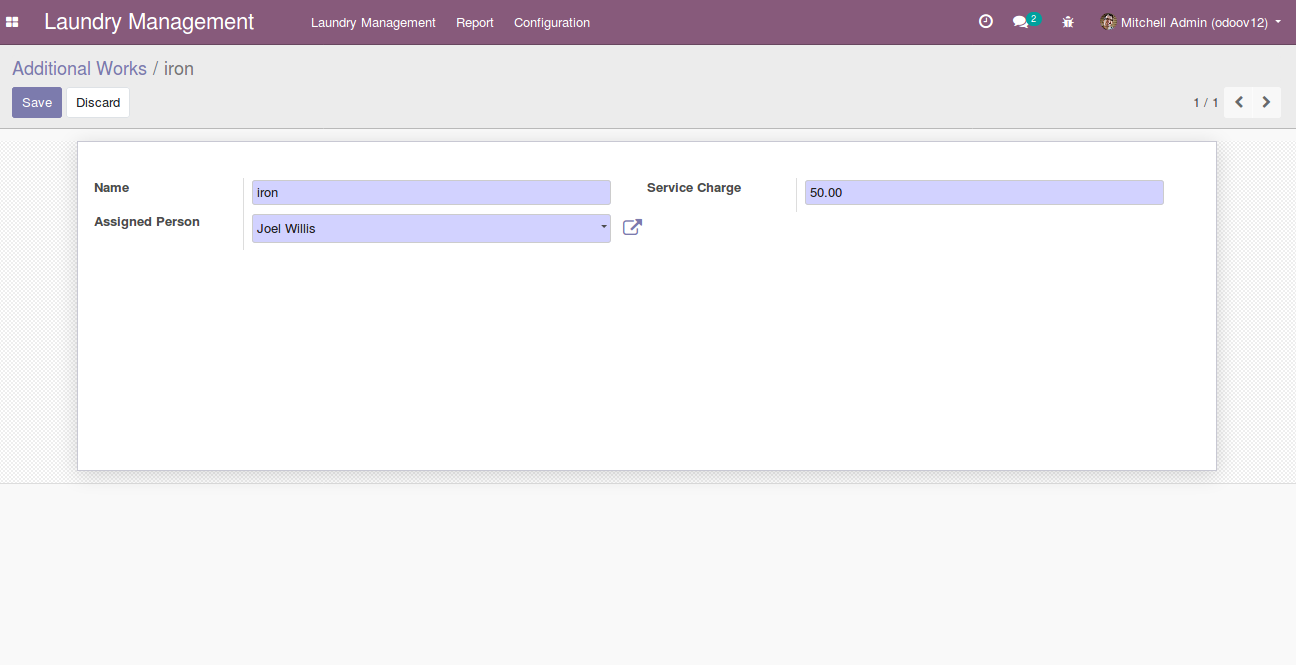 Laundry Management Laundry Management Report Configuration 2 Mitchell Admin (odoov12)
Additional Works / iron
Save Discard 1 / 1
Name iron Service Charge 50.00
Assigned Person Joel Willis